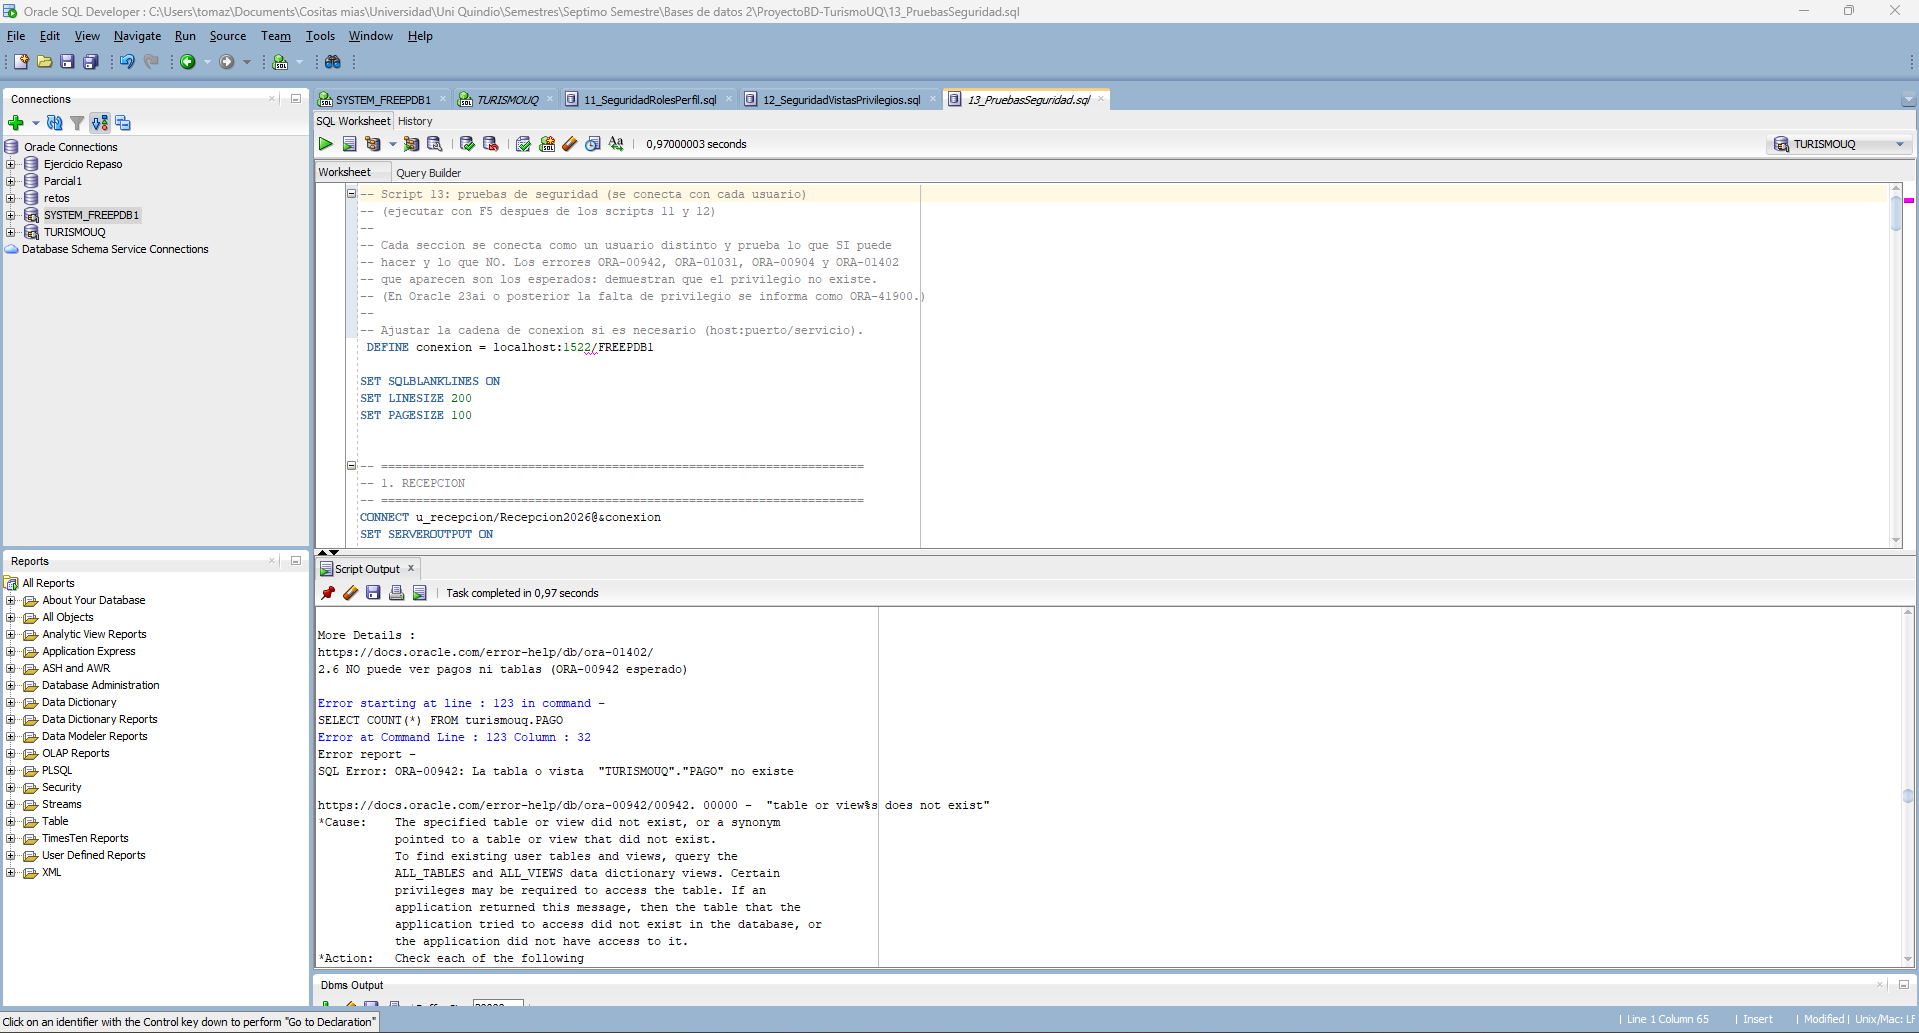 Oracle SQL Developer : C:\Users\tomaz\Documents\Cositas mias\Universidad\Uni Quindio\Semestres\Septimo Semestre\Bases de datos 2\ProyectoBD-TurismoUQ\13_PruebasSeguridad.sql
File Edit View Navigate Run Source Team Tools Window Help
Connections
Oracle Connections
Ejercicio Repaso
Parcial1
retos
SYSTEM_FREEPDB1
TURISMOUQ
Database Schema Service Connections
SYSTEM_FREEPDB1 TURISMOUQ 11_SeguridadRolesPerfil.sql 12_SeguridadVistasPrivilegios.sql 13_PruebasSeguridad.sql
SQL Worksheet History
0,97000003 seconds
TURISMOUQ
Worksheet Query Builder
-- Script 13: pruebas de seguridad (se conecta con cada usuario)
-- (ejecutar con F5 despues de los scripts 11 y 12)
--
-- Cada seccion se conecta como un usuario distinto y prueba lo que SI puede
-- hacer y lo que NO. Los errores ORA-00942, ORA-01031, ORA-00904 y ORA-01402
-- que aparecen son los esperados: demuestran que el privilegio no existe.
-- (En Oracle 23ai o posterior la falta de privilegio se informa como ORA-41900.)
--
-- Ajustar la cadena de conexion si es necesario (host:puerto/servicio).
DEFINE conexion = localhost:1522/FREEPDB1
SET SQLBLANKLINES ON
SET LINESIZE 200
SET PAGESIZE 100
-- =====================================================================
-- 1. RECEPCION
-- =====================================================================
CONNECT u_recepcion/Recepcion2026@&conexion
SET SERVEROUTPUT ON
Reports
All Reports
About Your Database
All Objects
Analytic View Reports
Application Express
ASH and AWR
Database Administration
Data Dictionary
Data Dictionary Reports
Data Modeler Reports
OLAP Reports
PLSQL
Security
Streams
Table
TimesTen Reports
User Defined Reports
XML
Script Output
Task completed in 0,97 seconds
More Details :
https://docs.oracle.com/error-help/db/ora-01402/
2.6 NO puede ver pagos ni tablas (ORA-00942 esperado)
Error starting at line : 123 in command -
SELECT COUNT(*) FROM turismouq.PAGO
Error at Command Line : 123 Column : 32
Error report -
SQL Error: ORA-00942: La tabla o vista "TURISMOUQ"."PAGO" no existe
https://docs.oracle.com/error-help/db/ora-00942/00942. 00000 - "table or view%s does not exist"
*Cause: The specified table or view did not exist, or a synonym
pointed to a table or view that did not exist.
To find existing user tables and views, query the
ALL_TABLES and ALL_VIEWS data dictionary views. Certain
privileges may be required to access the table. If an
application returned this message, then the table that the
application tried to access did not exist in the database, or
the application did not have access to it.
*Action: Check each of the following
Dbms Output
Click on an identifier with the Control key down to perform "Go to Declaration"
Line 1 Column 65 Insert Modified Unix/Mac: LF